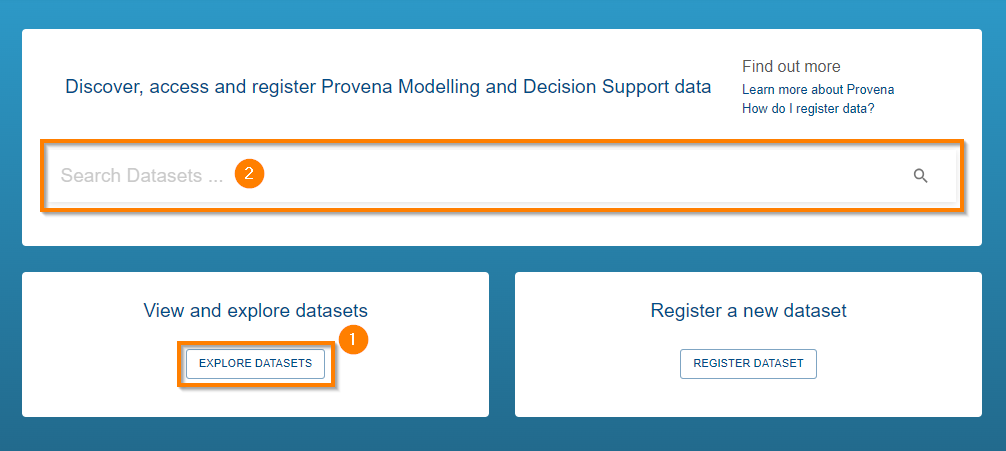 Discover, access and register Provena Modelling and Decision Support data
Find out more
Learn more about Provena
How do I register data?
Search Datasets ...
2
View and explore datasets
1
EXPLORE DATASETS
Register a new dataset
REGISTER DATASET